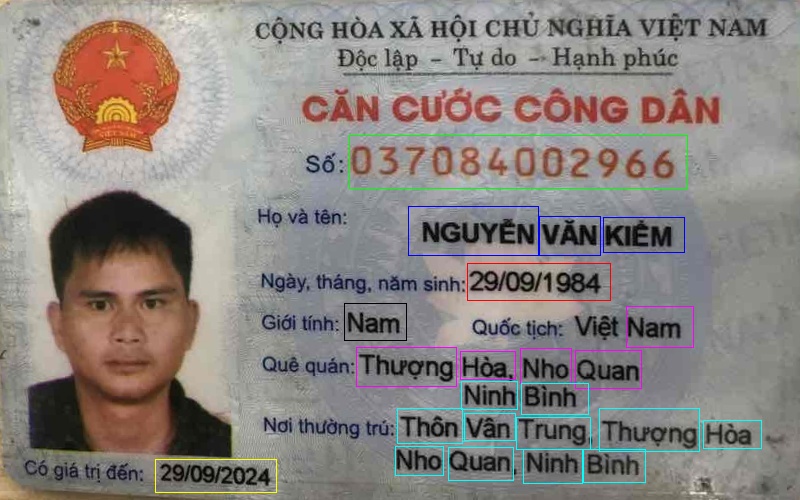 CỘNG HÒA XÃ HỘI CHỦ NGHĨA VIỆT NAM
Độc lập - Tự do - Hạnh phúc
CĂN CƯỚC CÔNG DÂN
Số: 037084002966
Họ và tên: NGUYỄN VĂN KIỂM
Ngày, tháng, năm sinh: 29/09/1984
Giới tính: Nam Quốc tịch: Việt Nam
Quê quán: Thượng Hòa, Nho Quan
Ninh Bình
Nơi thường trú: Thôn Vân Trung, Thượng Hòa
Nho Quan, Ninh Bình
Có giá trị đến: 29/09/2024